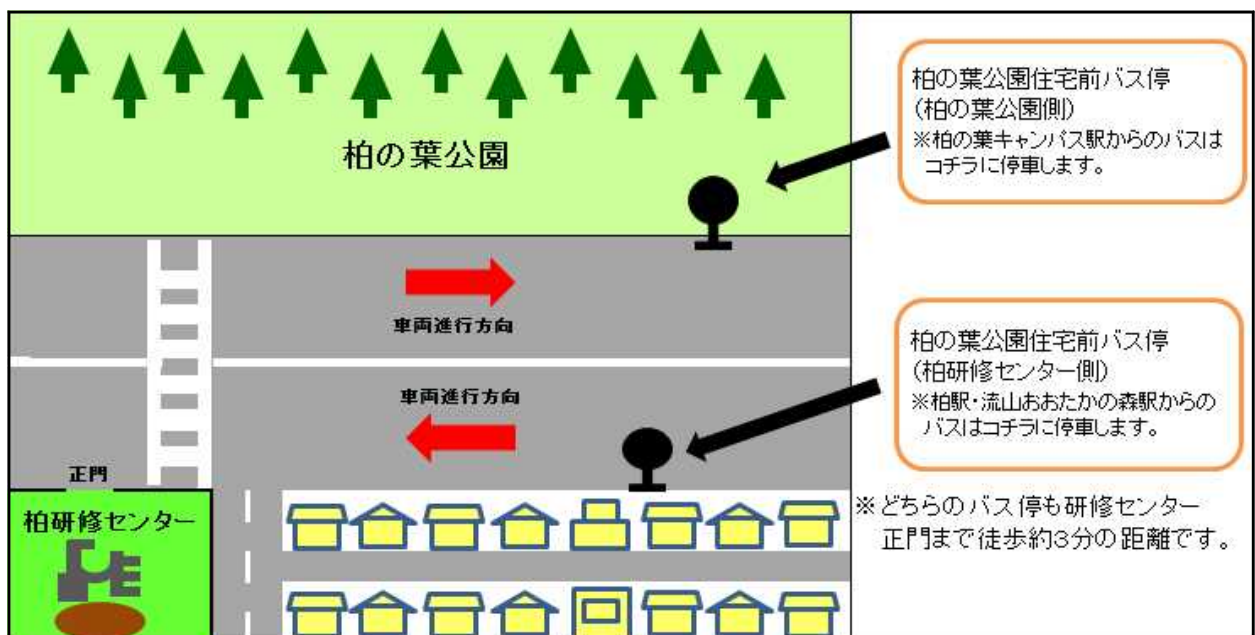 柏の葉公園
車両進行方向
車両進行方向
正門
柏研修センター
柏の葉公園住宅前バス停
(柏の葉公園側)
※柏の葉キャンパス駅からのバスは
コチラに停車します。
柏の葉公園住宅前バス停
(柏研修センター側)
※柏駅・流山おおたかの森駅からの
バスはコチラに停車します。
※どちらのバス停も研修センター
正門まで徒歩約3分の距離です。